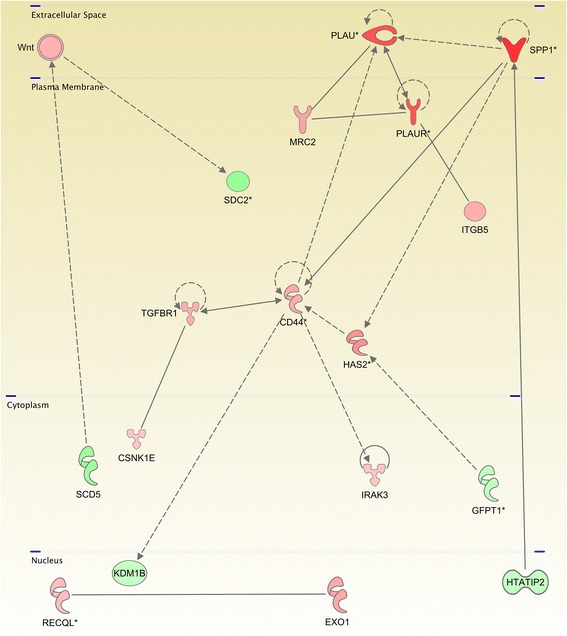 Extracellular Space
PLAU*
Wnt
SPP1*
Plasma Membrane
MRC2
PLAUR*
SDC2*
ITGB5
TGFBR1
CD44*
HAS2*
Cytoplasm
CSNK1E
SCD5
IRAK3
GFPT1*
Nucleus
KDM1B
HTATIP2
RECQL*
EXO1